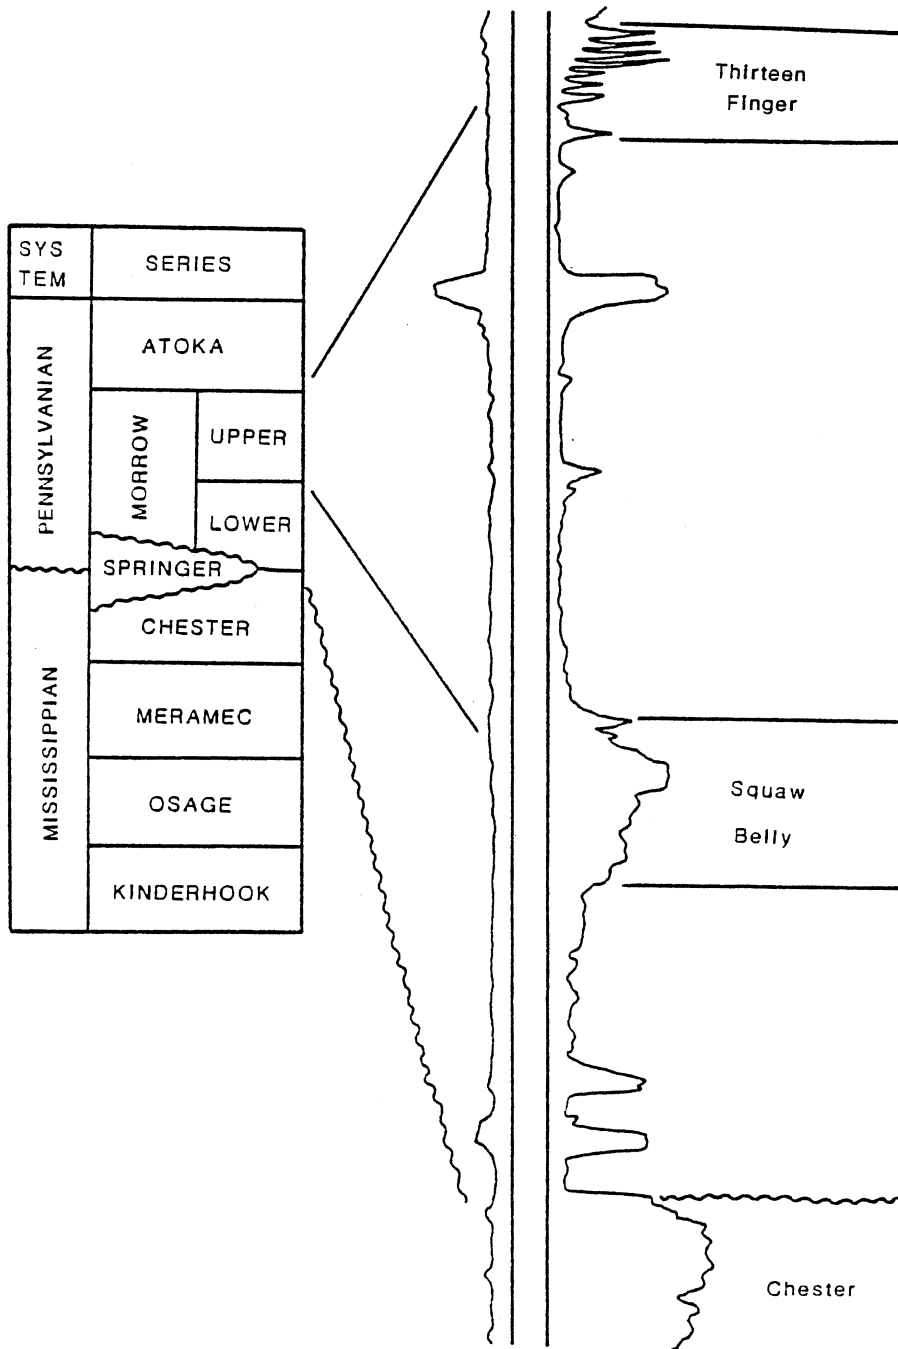 SYS
TEM
SERIES
PENNSYLVANIAN
ATOKA
MORROW
UPPER
LOWER
SPRINGER
MISSISSIPPIAN
CHESTER
MERAMEC
OSAGE
KINDERHOOK
Thirteen
Finger
Squaw
Belly
Chester